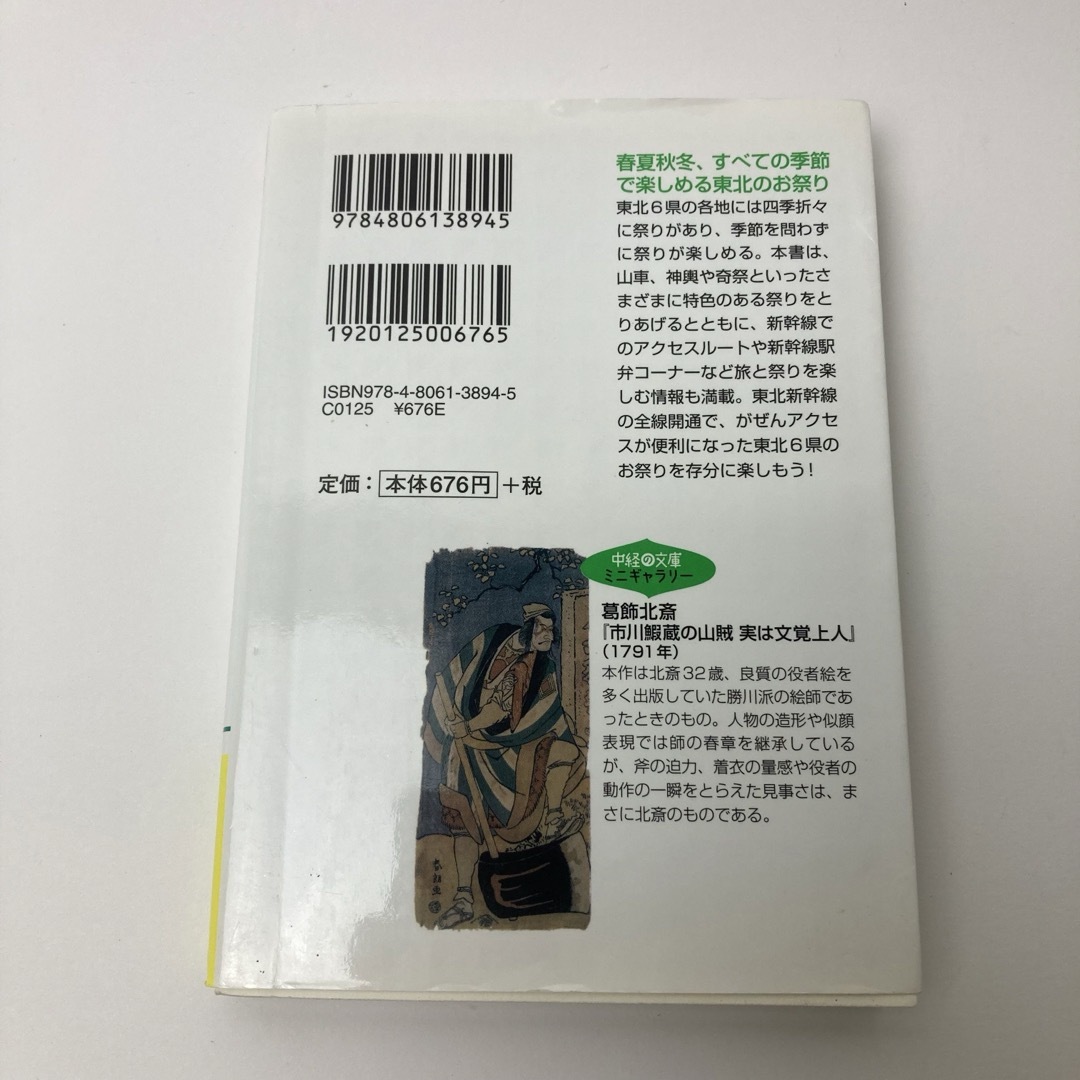 9784806138945
1920125006765
ISBN978-4-8061-3894-5
C0125 ¥676E
定価：本体676円+税
春夏秋冬、すべての季節
で楽しめる東北のお祭り
東北6県の各地には四季折々
に祭りがあり、季節を問わず
に祭りが楽しめる。本書は、
山車、神輿や奇祭といったさ
まざまに特色のある祭りをと
りあげるとともに、新幹線で
のアクセスルートや新幹線駅
弁コーナーなど旅と祭りを楽
しむ情報も満載。東北新幹線
の全線開通で、がぜんアクセ
スが便利になった東北6県の
お祭りを存分に楽しもう！
中経の文庫
ミニギャラリー
葛飾北斎
『市川鰕蔵の山賊 実は文覚上人』
（1791年）
本作は北斎32歳、良質の役者絵を
多く出版していた勝川派の絵師であ
ったときのもの。人物の造形や似顔
表現では師の春章を継承している
が、斧の迫力、着衣の量感や役者の
動作の一瞬をとらえた見事さは、ま
さに北斎のものである。
春朗画